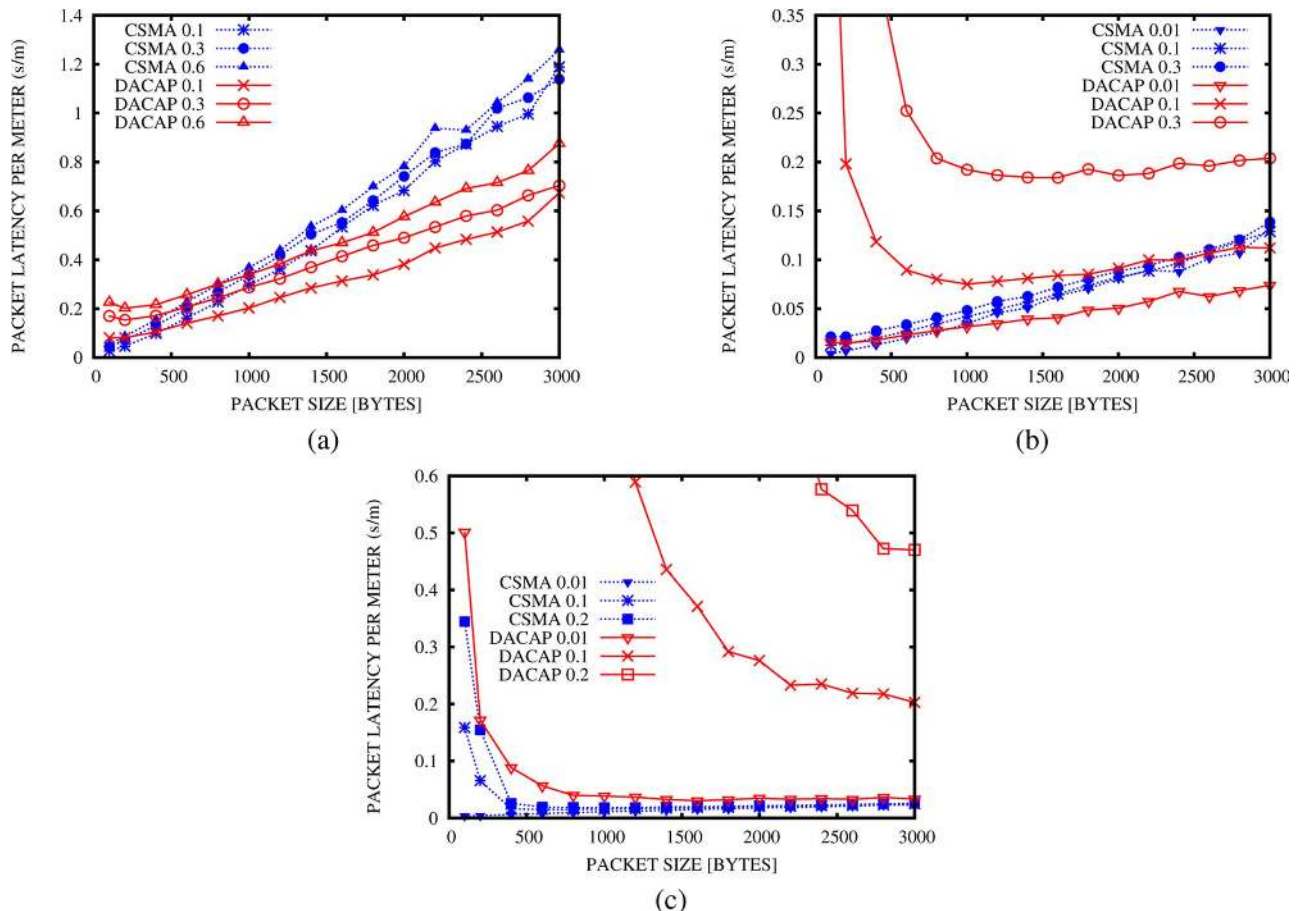 1.4
1.2
1
0.8
0.6
0.4
0.2
0
PACKET LATENCY PER METER (s/m)
CSMA 0.1
CSMA 0.3
CSMA 0.6
DACAP 0.1
DACAP 0.3
DACAP 0.6
0 500 1000 1500 2000 2500 3000
PACKET SIZE [BYTES]
(a)
0.35
0.3
0.25
0.2
0.15
0.1
0.05
0
PACKET LATENCY PER METER (s/m)
CSMA 0.01
CSMA 0.1
CSMA 0.3
DACAP 0.01
DACAP 0.1
DACAP 0.3
0 500 1000 1500 2000 2500 3000
PACKET SIZE [BYTES]
(b)
0.6
0.5
0.4
0.3
0.2
0.1
0
PACKET LATENCY PER METER (s/m)
CSMA 0.01
CSMA 0.1
CSMA 0.2
DACAP 0.01
DACAP 0.1
DACAP 0.2
0 500 1000 1500 2000 2500 3000
PACKET SIZE [BYTES]
(c)